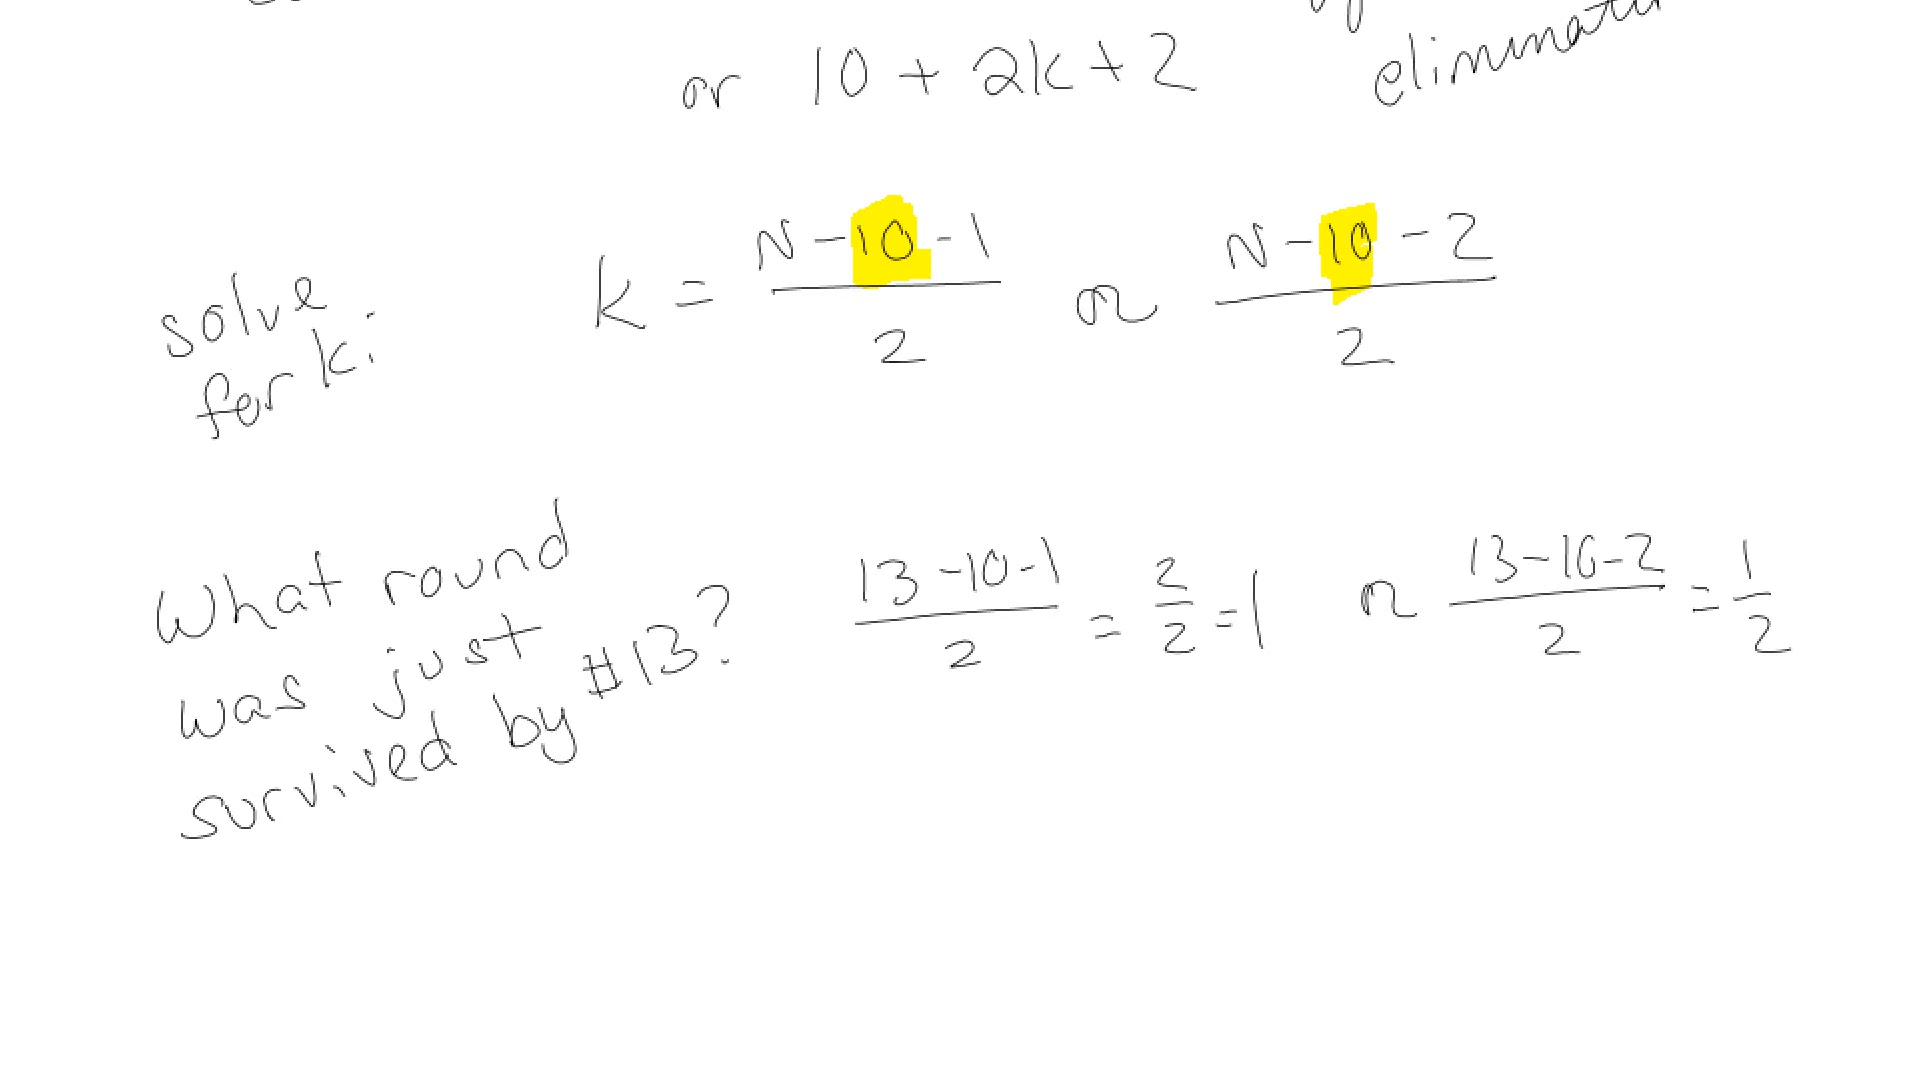 or 10 + 2k + 2
eliminat
solve
for k:
k = (N - 10 - 1)/2 or (N - 10 - 2)/2
What round
was just
survived by #13?
(13 - 10 - 1)/2 = 2/2 = 1 or (13 - 10 - 2)/2 = 1/2